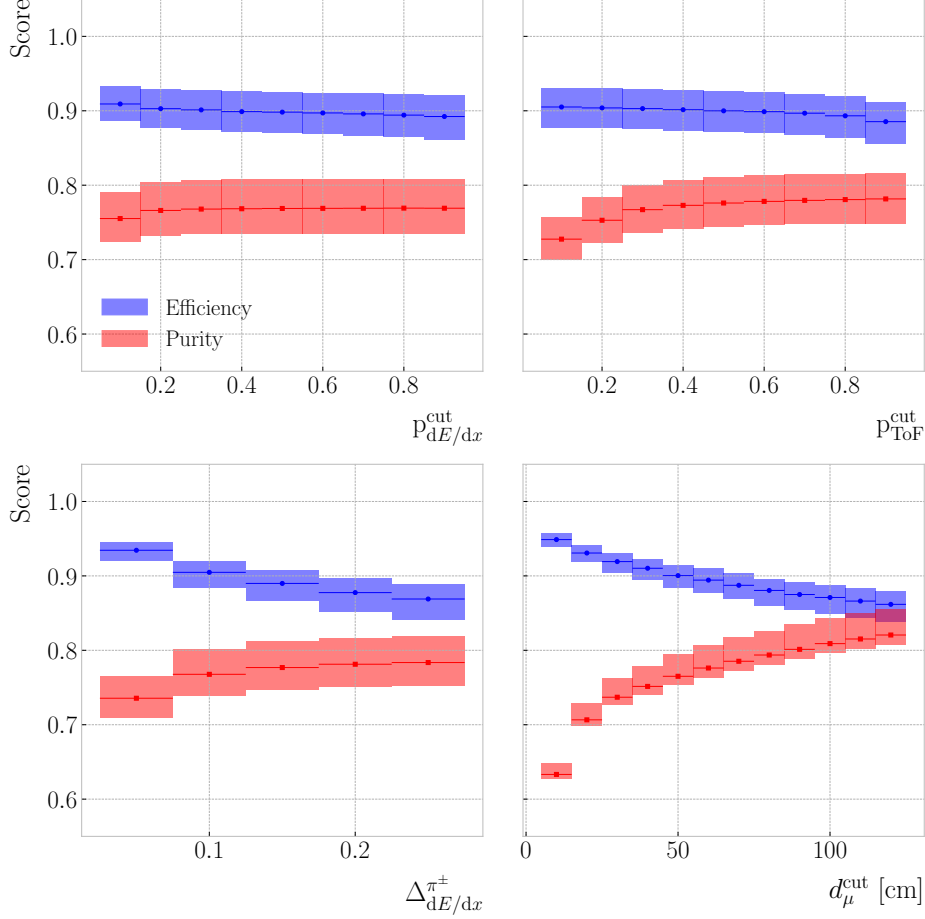 Score
1.0
0.9
0.8
0.7
0.6
Efficiency
Purity
0.2 0.4 0.6 0.8
p^cut_dE/dx
0.2 0.4 0.6 0.8
p^cut_ToF
Score
1.0
0.9
0.8
0.7
0.6
0.1 0.2
Δ^π±_dE/dx
0 50 100
d^cut_μ [cm]